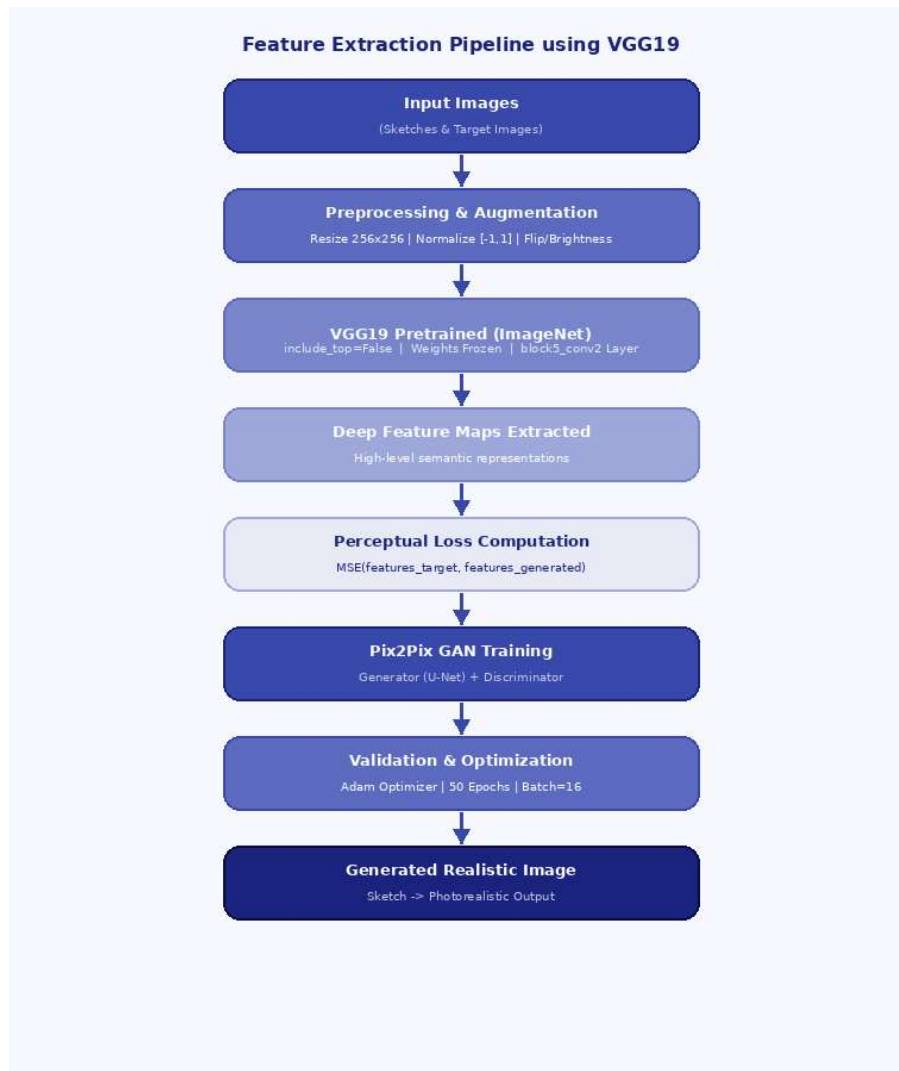 Feature Extraction Pipeline using VGG19
Input Images
(Sketches & Target Images)
Preprocessing & Augmentation
Resize 256x256 | Normalize [-1,1] | Flip/Brightness
VGG19 Pretrained (ImageNet)
include_top=False | Weights Frozen | block5_conv2 Layer
Deep Feature Maps Extracted
High-level semantic representations
Perceptual Loss Computation
MSE(features_target, features_generated)
Pix2Pix GAN Training
Generator (U-Net) + Discriminator
Validation & Optimization
Adam Optimizer | 50 Epochs | Batch=16
Generated Realistic Image
Sketch -> Photorealistic Output